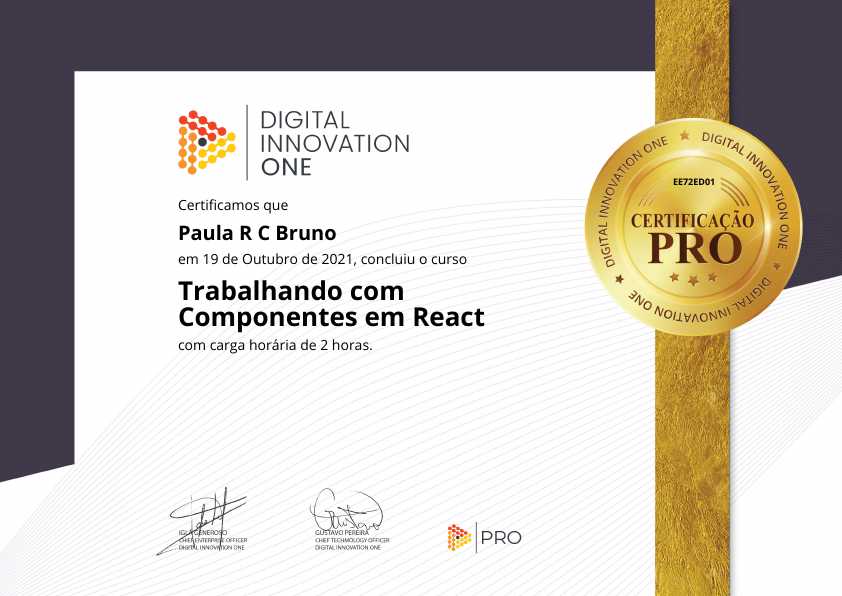 DIGITAL
INNOVATION
ONE
Certificamos que
Paula R C Bruno
em 19 de Outubro de 2021, concluiu o curso
Trabalhando com
Componentes em React
com carga horária de 2 horas.
DIGITAL INNOVATION ONE
DIGITAL INNOVATION ONE
DIGITAL INNOVATION ONE
EE72ED01
CERTIFICAÇÃO
PRO
IGLÁ GENEROSO
CHIEF ENTERPRISE OFFICER
DIGITAL INNOVATION ONE
GUSTAVO PEREIRA
CHIEF TECHNOLOGY OFFICER
DIGITAL INNOVATION ONE
PRO